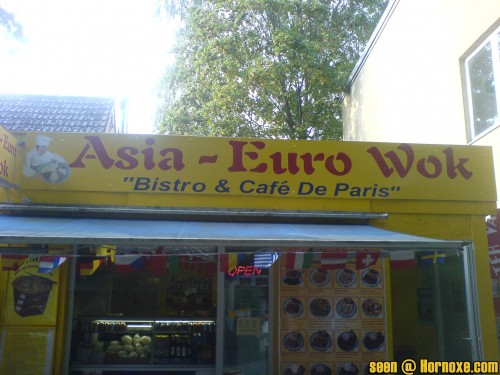 Asia - Euro Wok
"Bistro & Café De Paris"
OPEN
seen @ Hornoxe.com